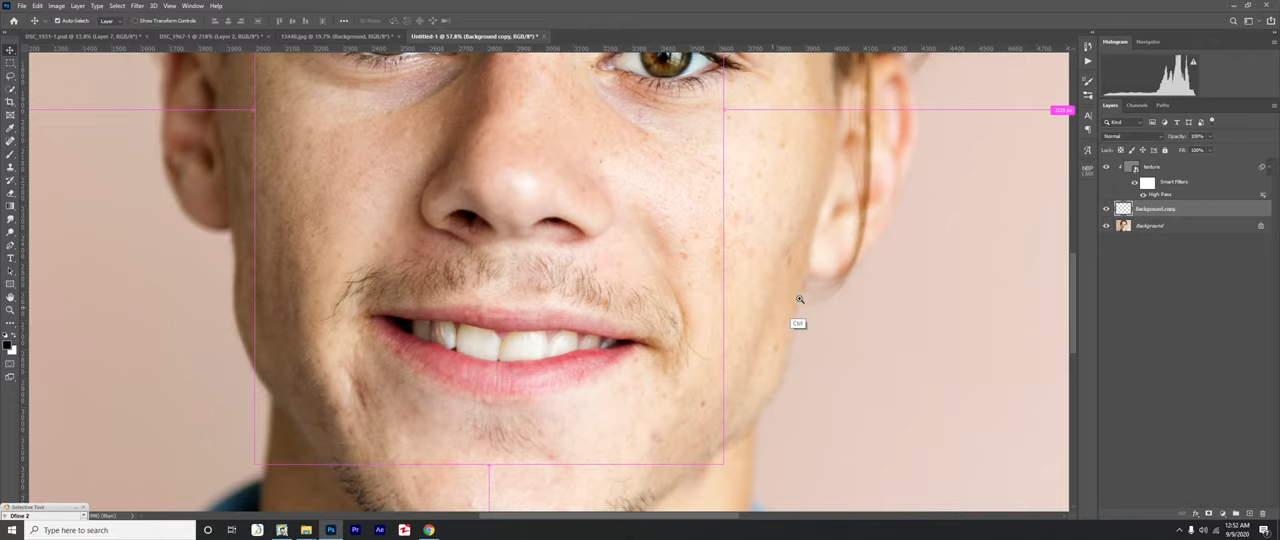 File Edit Image Layer Type Select Filter 3D View Window Help
Auto-Select: Layer Show Transform Controls
DSC_1931-1.psd @ 13.8% (Layer 7, RGB/8*) * × DSC_1967-1 @ 218% (Layer 2, RGB/8*) * × 13440.jpg @ 19.7% (Background, RGB/8*) * × Untitled-1 @ 57.8% (Background copy, RGB/8*) * ×
Histogram Navigator
Layers Channels Paths
Kind
Normal Opacity: 100%
Lock: Fill: 100%
texture
Smart Filters
High Pass
Background copy
Background
Ctrl
Selective Tool
Dfine 2
Type here to search
12:52 AM
9/9/2020